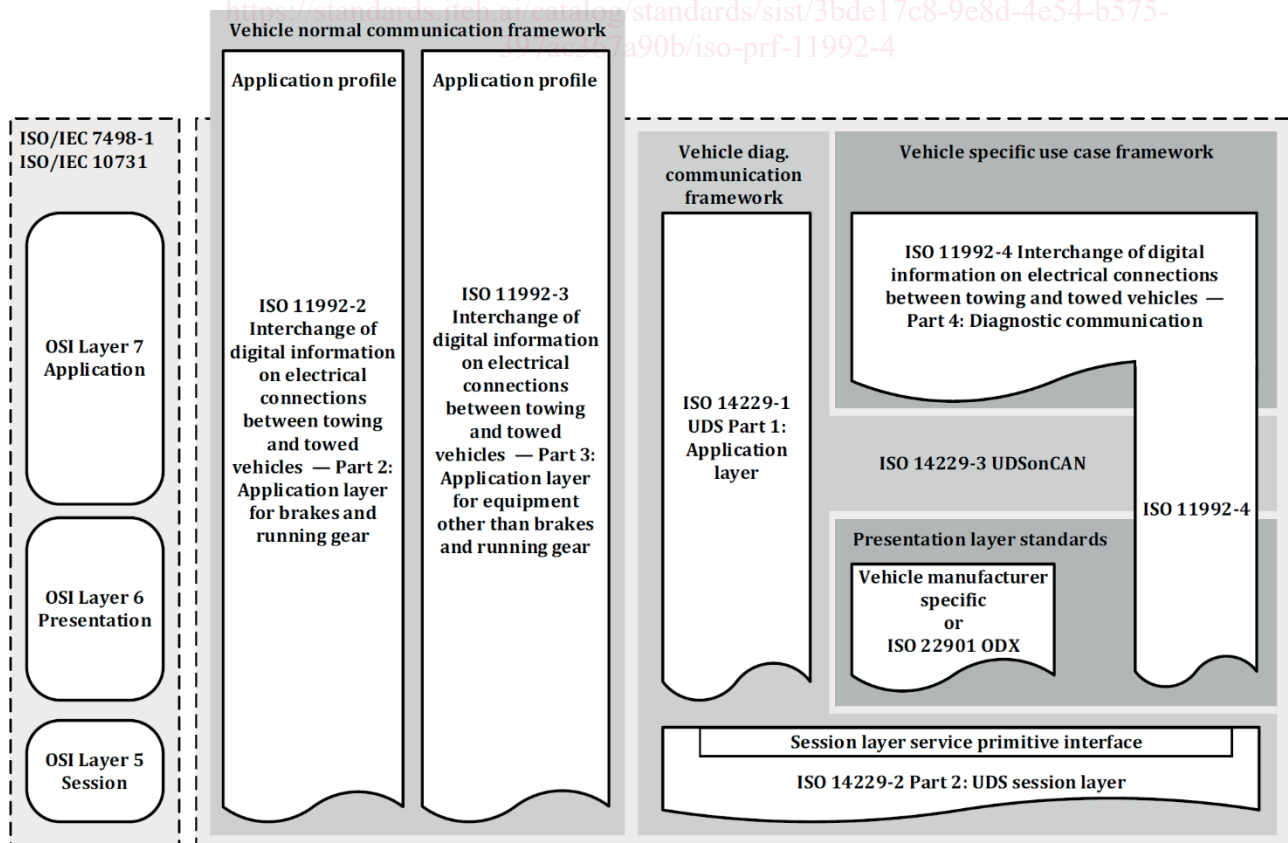 https://standards.iteh.ai/catalog/standards/sist/3bde17c8-9e8d-4e54-b575-
397ac367a90b/iso-prf-11992-4
Vehicle normal communication framework
Application profile
Application profile
ISO/IEC 7498-1
ISO/IEC 10731
OSI Layer 7
Application
OSI Layer 6
Presentation
OSI Layer 5
Session
ISO 11992-2
Interchange of
digital information
on electrical
connections
between towing
and towed
vehicles — Part 2:
Application layer
for brakes and
running gear
ISO 11992-3
Interchange of
digital information
on electrical
connections
between towing
and towed
vehicles — Part 3:
Application layer
for equipment
other than brakes
and running gear
Vehicle diag.
communication
framework
ISO 14229-1
UDS Part 1:
Application
layer
Vehicle specific use case framework
ISO 11992-4 Interchange of digital
information on electrical connections
between towing and towed vehicles —
Part 4: Diagnostic communication
ISO 14229-3 UDSonCAN
ISO 11992-4
Presentation layer standards
Vehicle manufacturer
specific
or
ISO 22901 ODX
Session layer service primitive interface
ISO 14229-2 Part 2: UDS session layer